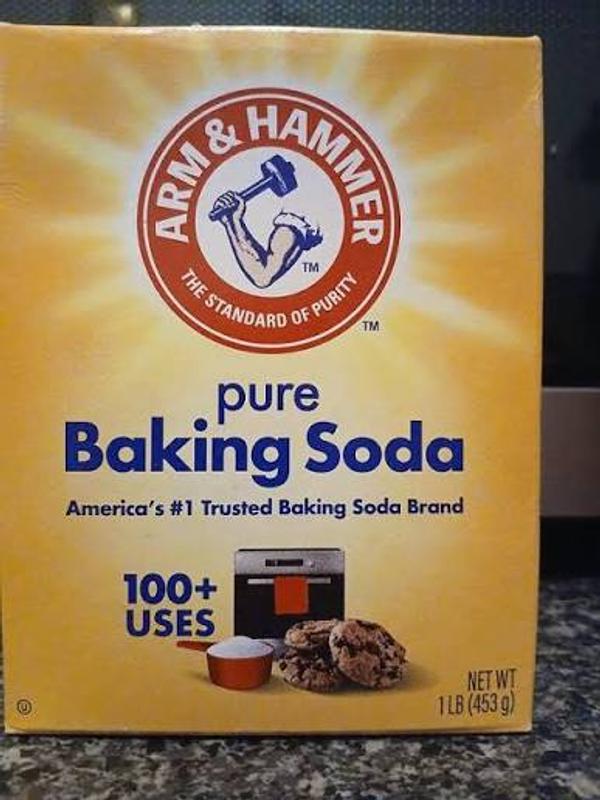 ARM & HAMMER
TM
THE STANDARD OF PURITY
TM
pure
Baking Soda
America's #1 Trusted Baking Soda Brand
100+
USES
NET WT
1 LB (453 g)
U